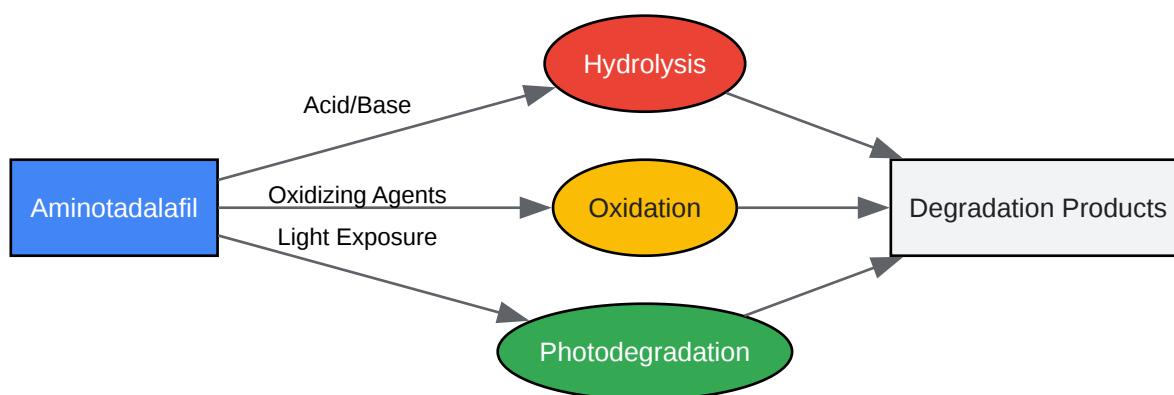 Hydrolysis
Acid/Base
Aminotadalafil
Oxidizing Agents
Oxidation
Degradation Products
Light Exposure
Photodegradation